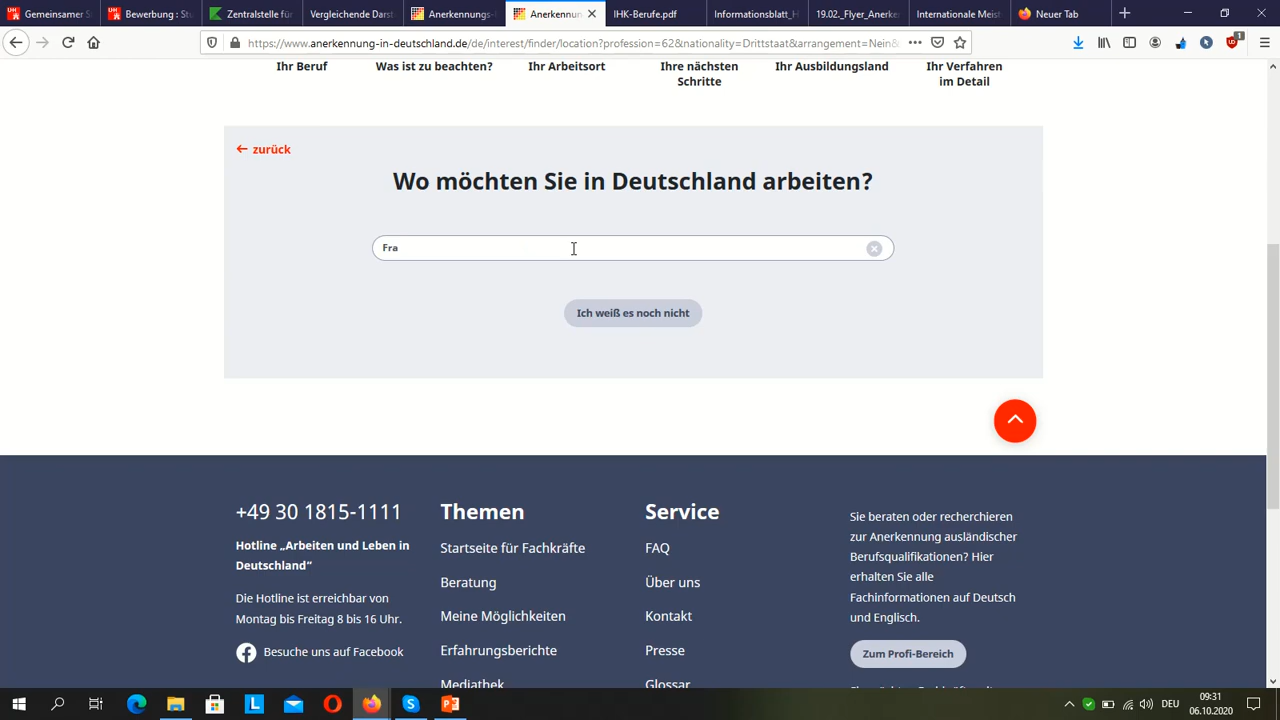 Gemeinsamer S
Bewerbung : Stu
Zentralstelle für
Vergleichende Darst
Anerkennungs-
Anerkennun
IHK-Berufe.pdf
Informationsblatt_H
19.02._Flyer_Anerke
Internationale Meist
Neuer Tab
https://www.anerkennung-in-deutschland.de/de/interest/finder/location?profession=62&nationality=Drittstaat&arrangement=Nein&
1
Ihr Beruf
Was ist zu beachten?
Ihr Arbeitsort
Ihre nächsten
Schritte
Ihr Ausbildungsland
Ihr Verfahren
im Detail
zurück
Wo möchten Sie in Deutschland arbeiten?
Fra
Ich weiß es noch nicht
+49 30 1815-1111
Hotline „Arbeiten und Leben in
Deutschland“
Die Hotline ist erreichbar von
Montag bis Freitag 8 bis 16 Uhr.
Besuche uns auf Facebook
Themen
Startseite für Fachkräfte
Beratung
Meine Möglichkeiten
Erfahrungsberichte
Mediathek
Service
FAQ
Über uns
Kontakt
Presse
Glossar
Sie beraten oder recherchieren
zur Anerkennung ausländischer
Berufsqualifikationen? Hier
erhalten Sie alle
Fachinformationen auf Deutsch
und Englisch.
Zum Profi-Bereich
DEU
09:31
06.10.2020